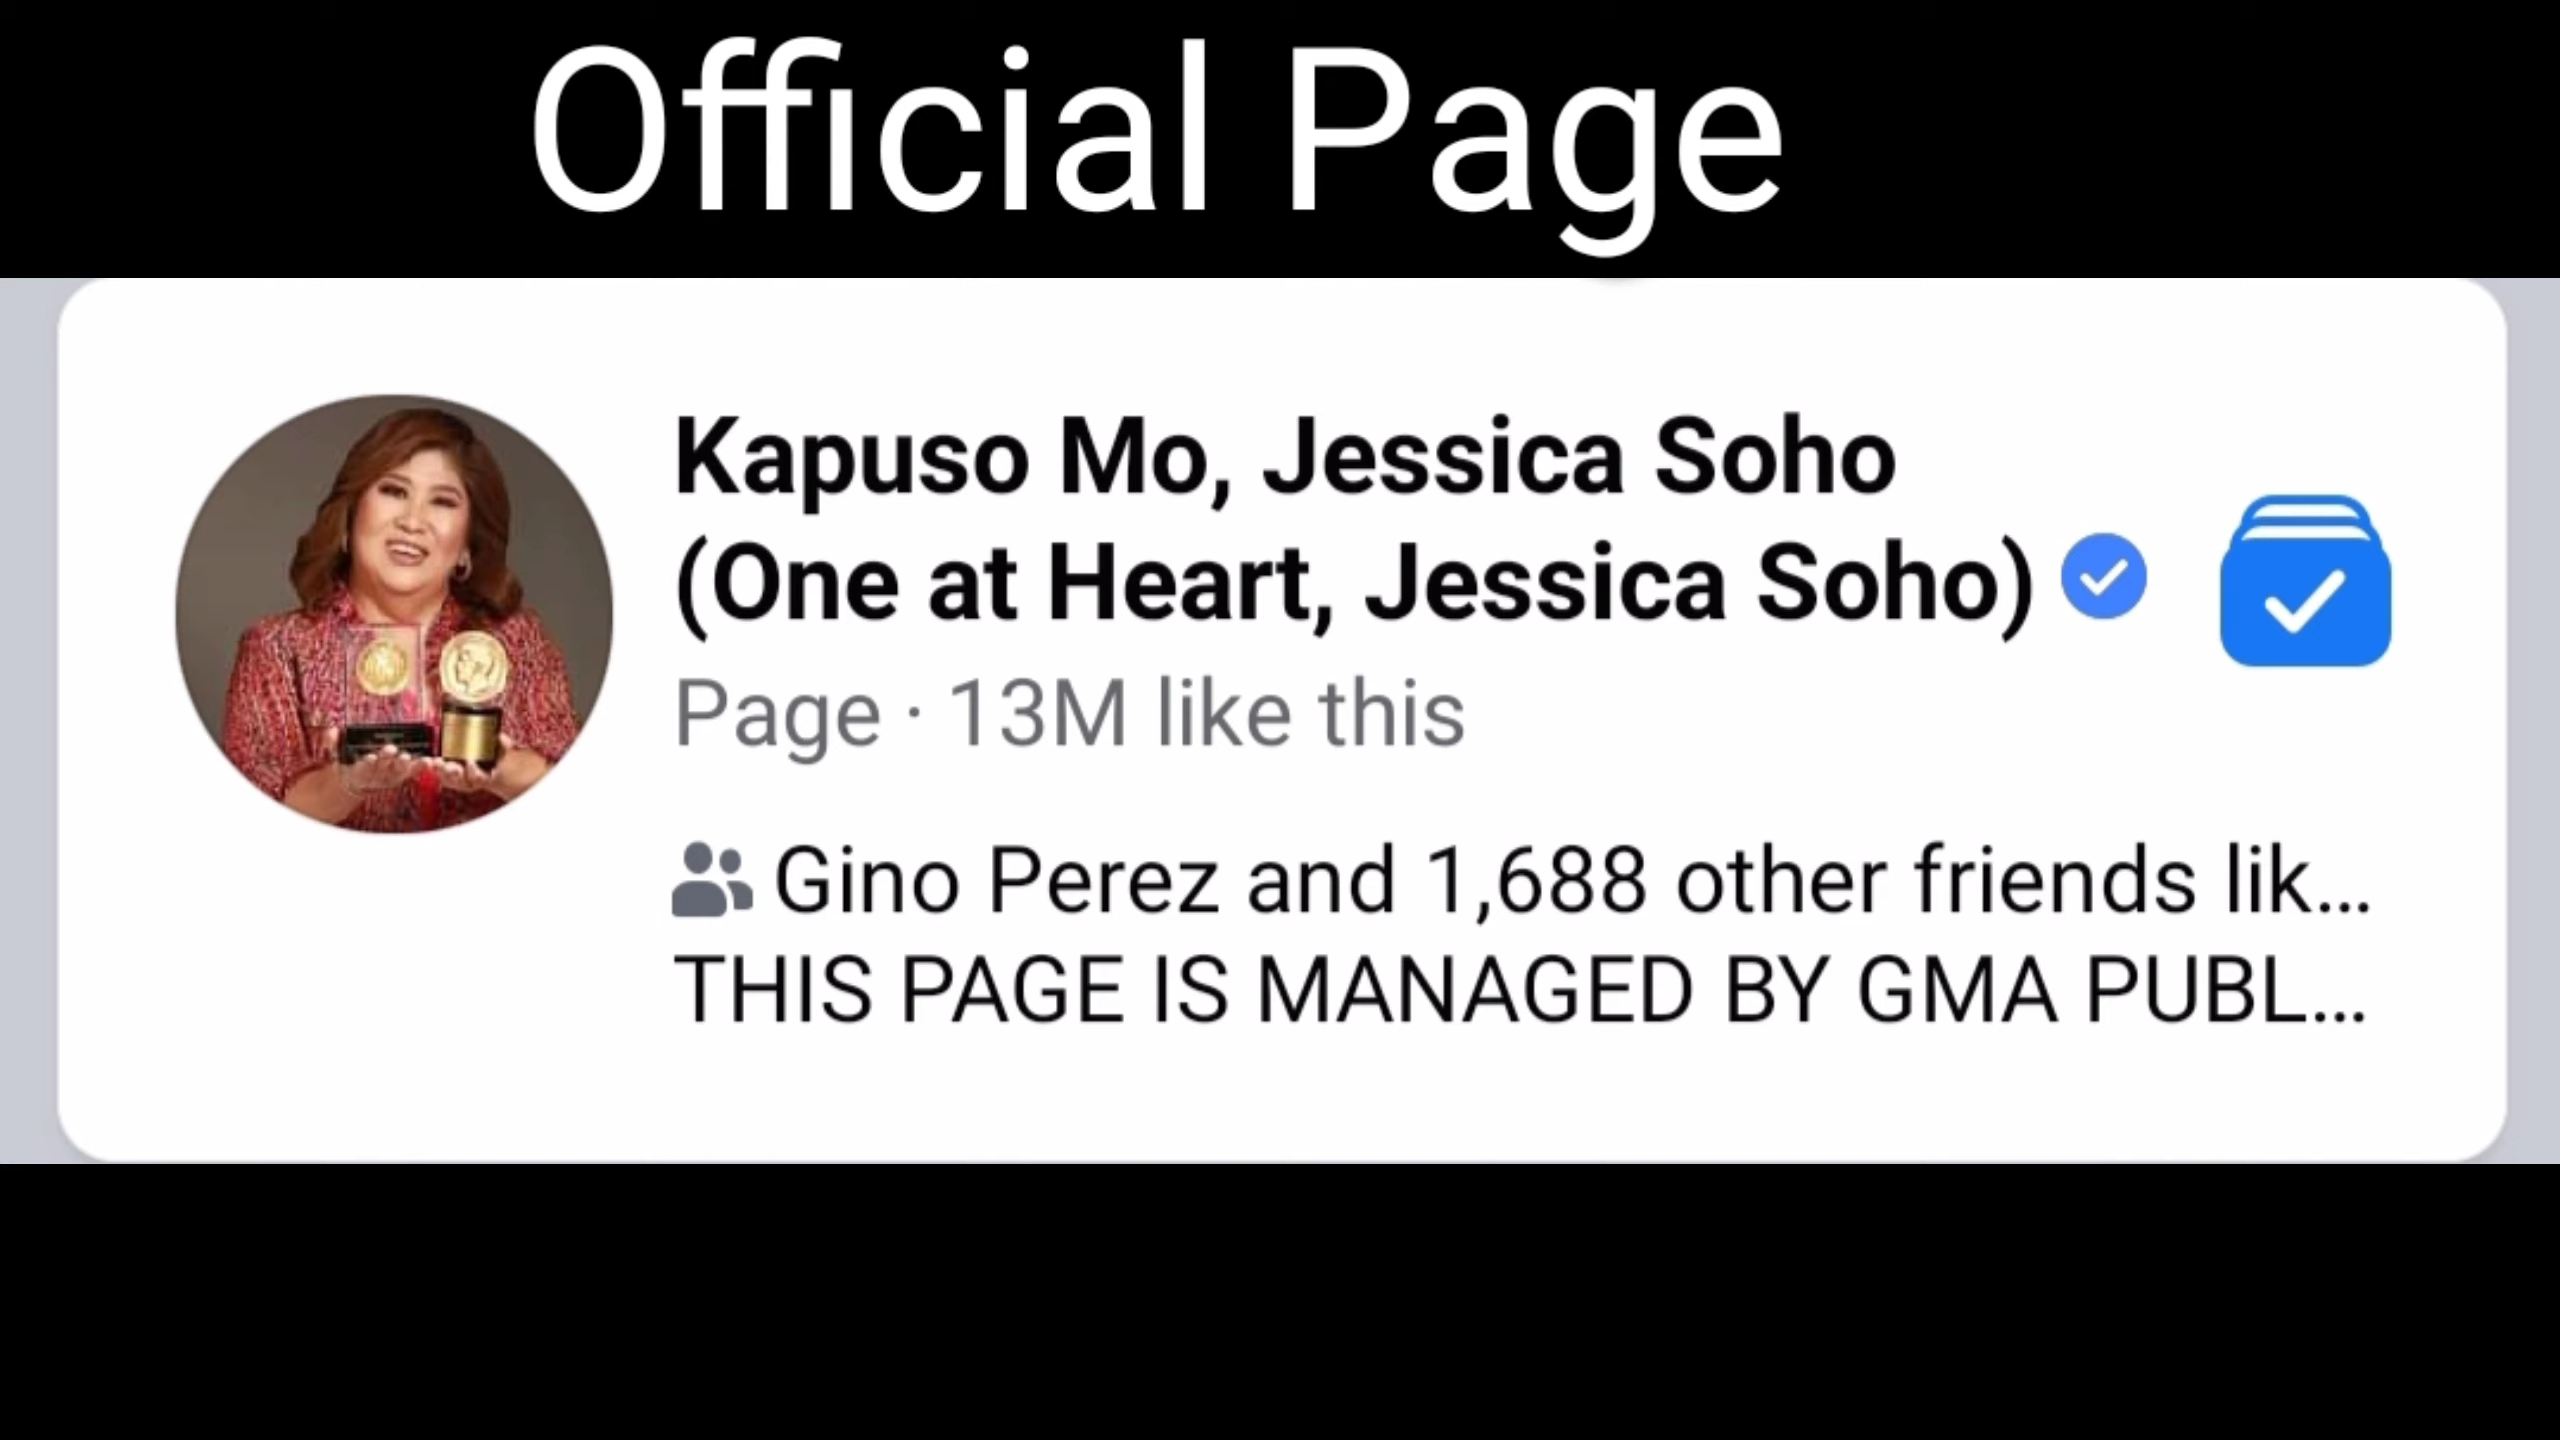 Official Page
Kapuso Mo, Jessica Soho
(One at Heart, Jessica Soho)
Page · 13M like this
Gino Perez and 1,688 other friends lik...
THIS PAGE IS MANAGED BY GMA PUBL...